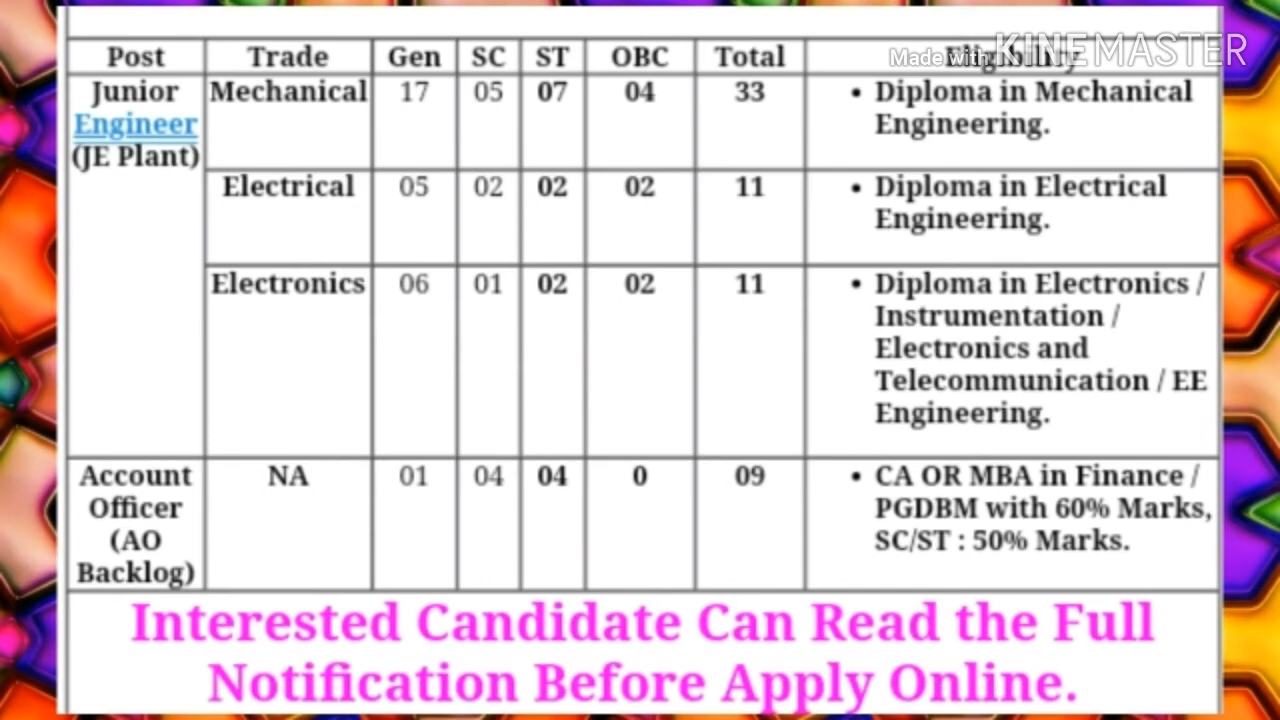 Made with KINEMASTER
Post Trade Gen SC ST OBC Total Eligibility
Junior Engineer (JE Plant) Mechanical 17 05 07 04 33 • Diploma in Mechanical
Engineering.
Electrical 05 02 02 02 11 • Diploma in Electrical
Engineering.
Electronics 06 01 02 02 11 • Diploma in Electronics /
Instrumentation /
Electronics and
Telecommunication / EE
Engineering.
Account Officer (AO Backlog) NA 01 04 04 0 09 • CA OR MBA in Finance /
PGDBM with 60% Marks,
SC/ST : 50% Marks.
Interested Candidate Can Read the Full
Notification Before Apply Online.